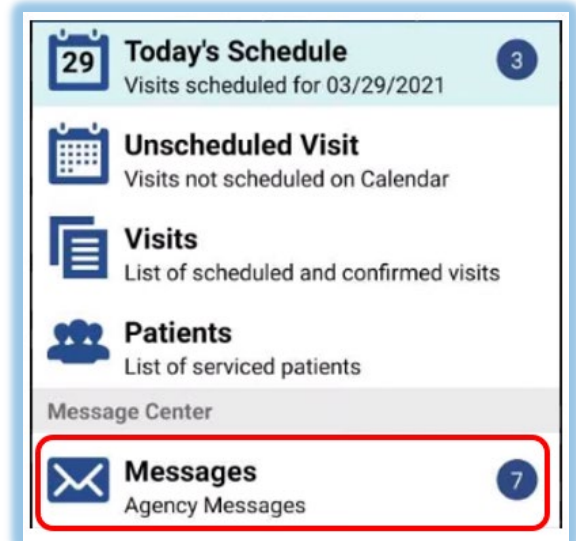 29
Today's Schedule
3
Visits scheduled for 03/29/2021
Unscheduled Visit
Visits not scheduled on Calendar
Visits
List of scheduled and confirmed visits
Patients
List of serviced patients
Message Center
Messages
7
Agency Messages